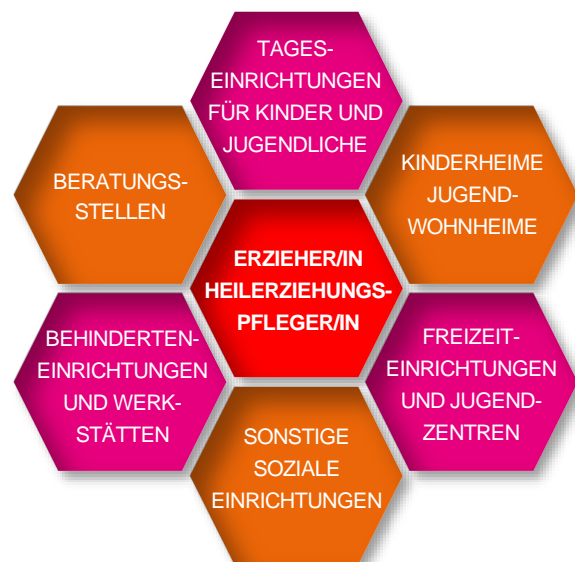 TAGES-
EINRICHTUNGEN
FÜR KINDER UND
JUGENDLICHE
BERATUNGS-
STELLEN
KINDERHEIME
JUGEND-
WOHNHEIME
ERZIEHER/IN
HEILERZIEHUNGS-
PFLEGER/IN
BEHINDERTEN-
EINRICHTUNGEN
UND WERK-
STÄTTEN
FREIZEIT-
EINRICHTUNGEN
UND JUGEND-
ZENTREN
SONSTIGE
SOZIALE
EINRICHTUNGEN